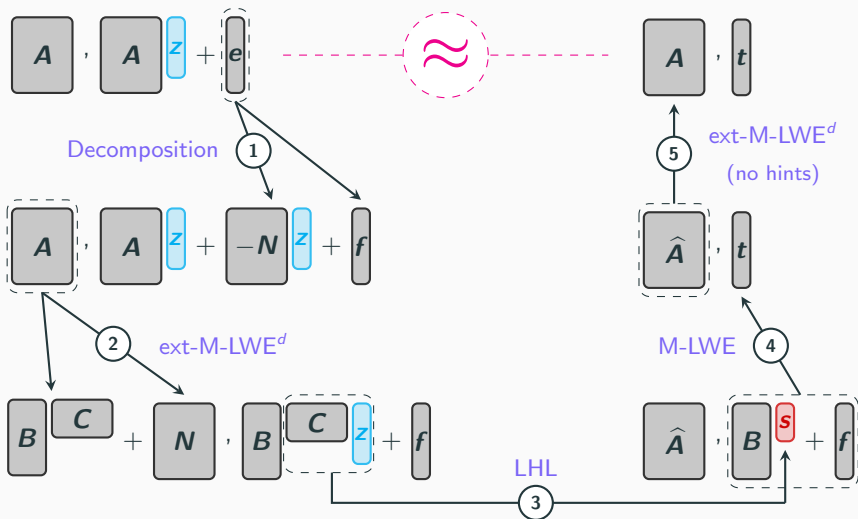 A , A z + e ≈ A , t
Decomposition 1
5 ext-M-LWE^d
(no hints)
A , A z + −N z + f
Â , t
2 ext-M-LWE^d
M-LWE 4
B C + N , B C z + f
Â , B s + f
LHL
3